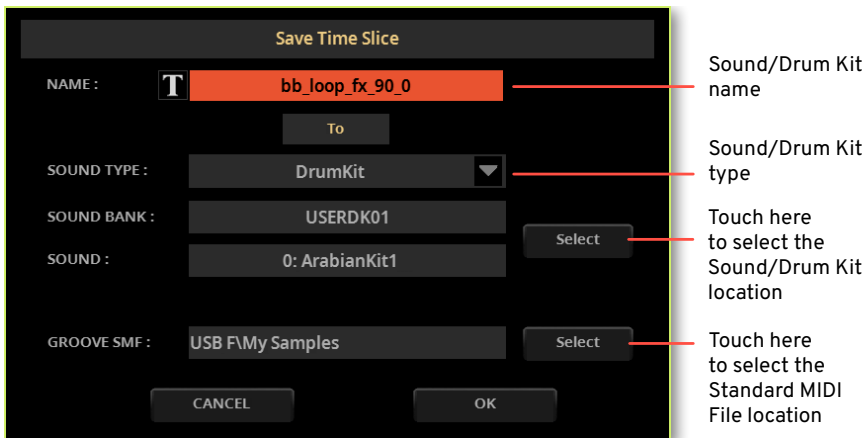 Save Time Slice
NAME :
T
bb_loop_fx_90_0
Sound/Drum Kit
name
To
SOUND TYPE :
DrumKit
Sound/Drum Kit
type
SOUND BANK :
USERDK01
SOUND :
0: ArabianKit1
Select
Touch here
to select the
Sound/Drum Kit
location
GROOVE SMF :
USB F\My Samples
Select
Touch here
to select the
Standard MIDI
File location
CANCEL
OK